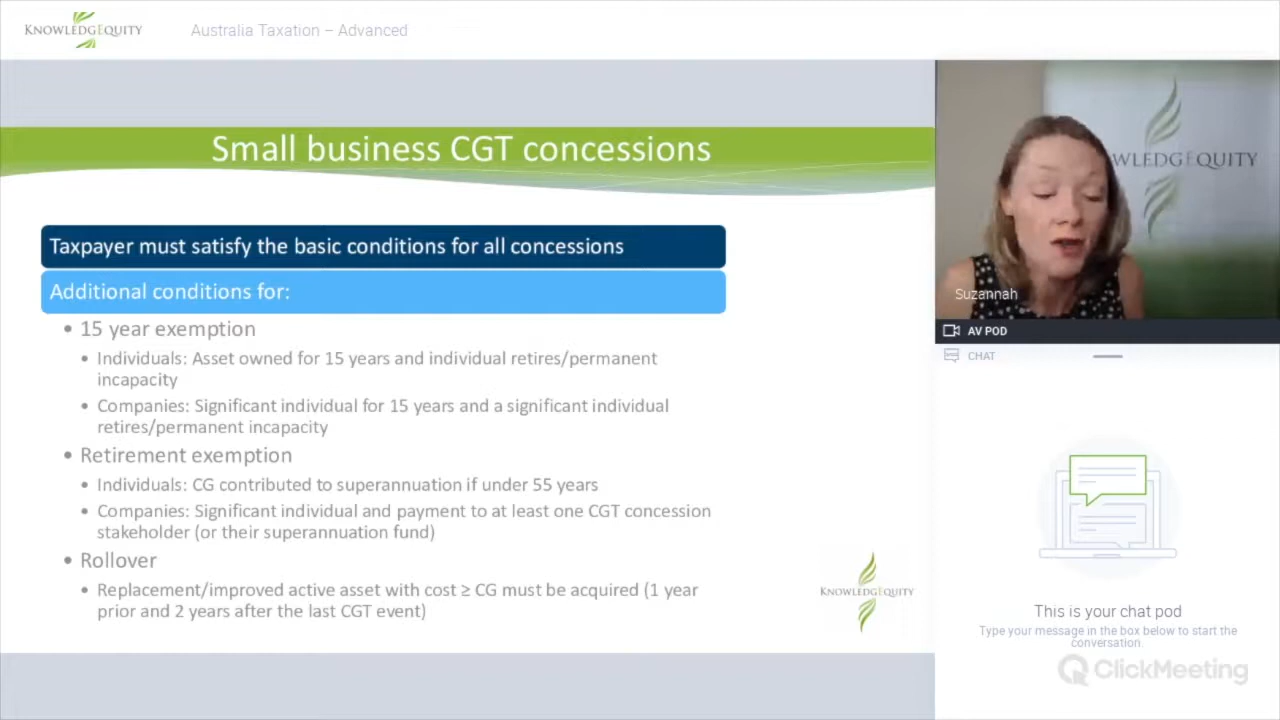 KNOWLEDGEQUITY
Australia Taxation – Advanced
Small business CGT concessions
Taxpayer must satisfy the basic conditions for all concessions
Additional conditions for:
• 15 year exemption
• Individuals: Asset owned for 15 years and individual retires/permanent
incapacity
• Companies: Significant individual for 15 years and a significant individual
retires/permanent incapacity
• Retirement exemption
• Individuals: CG contributed to superannuation if under 55 years
• Companies: Significant individual and payment to at least one CGT concession
stakeholder (or their superannuation fund)
• Rollover
• Replacement/improved active asset with cost ≥ CG must be acquired (1 year
prior and 2 years after the last CGT event)
KNOWLEDGEQUITY
WLEDGEQUITY
Suzannah
AV POD
CHAT
This is your chat pod
Type your message in the box below to start the
conversation.
ClickMeeting